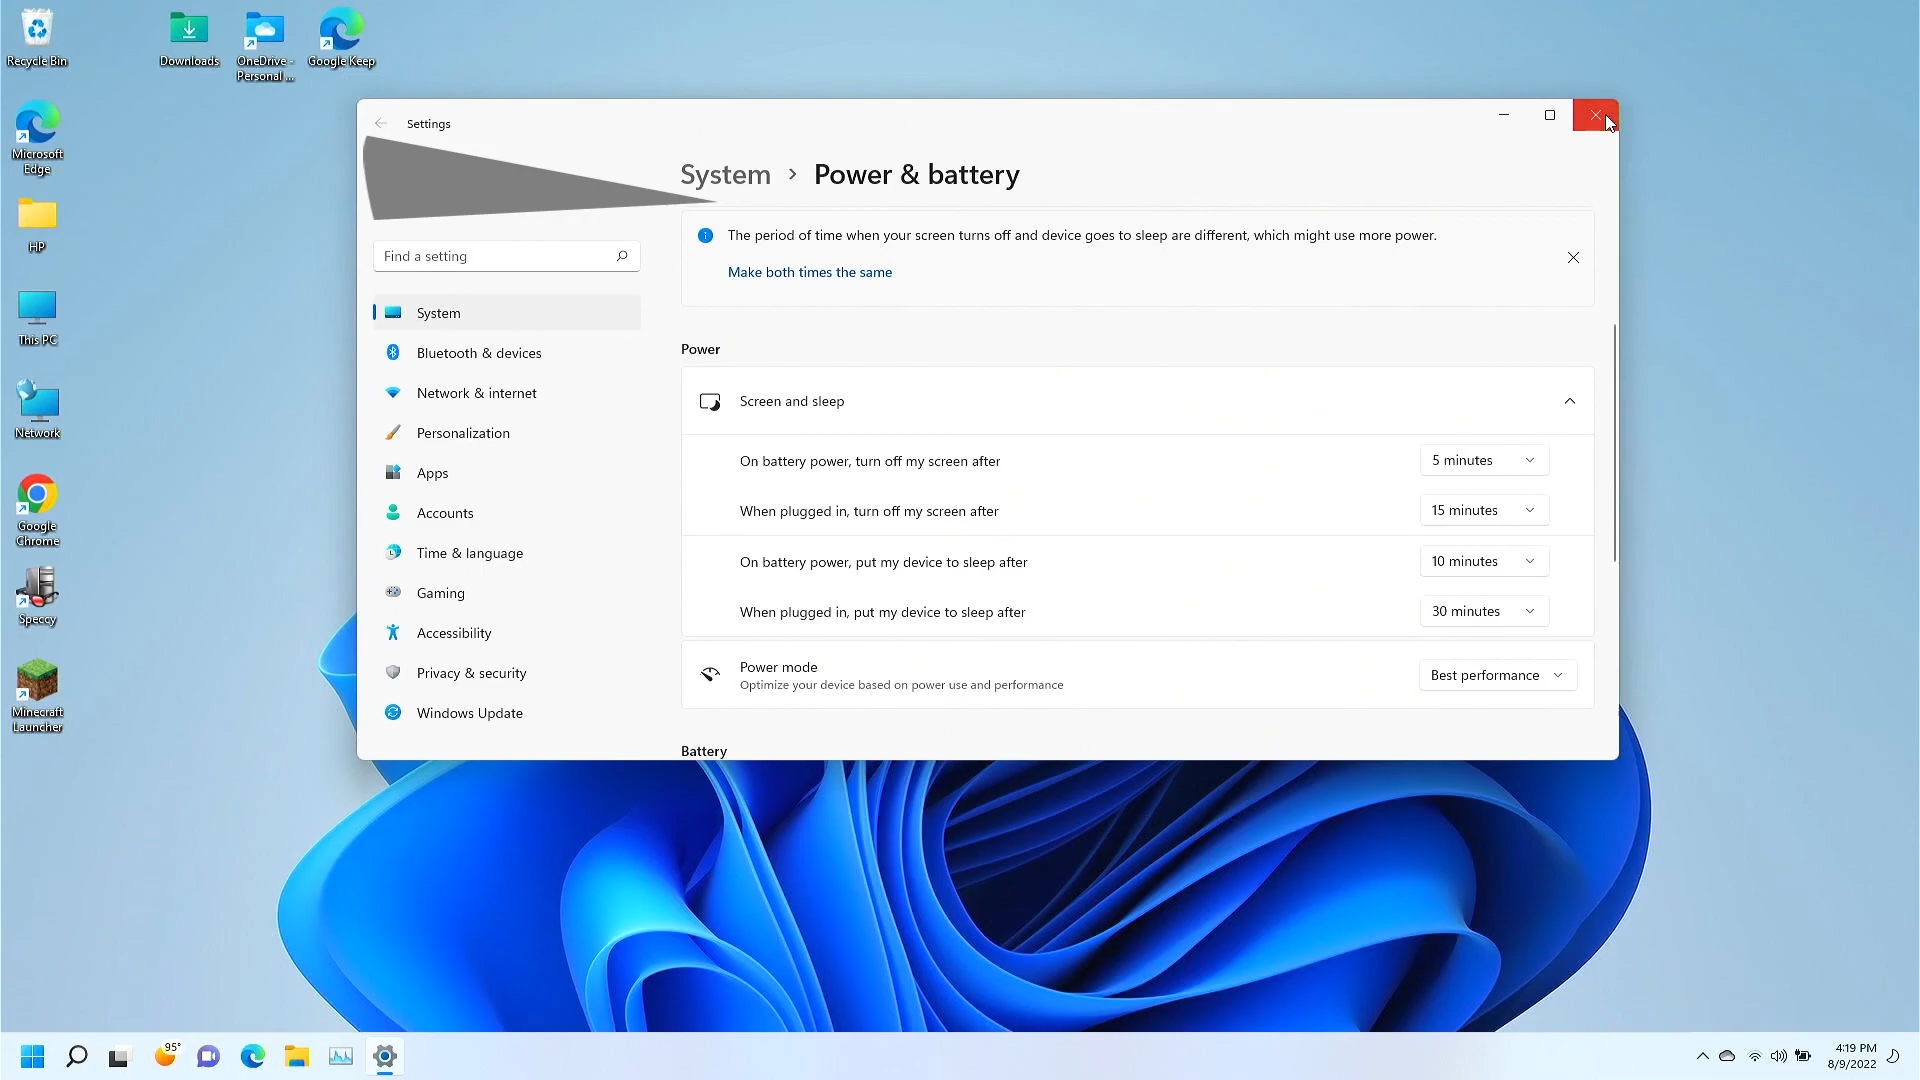 Recycle Bin
Downloads
OneDrive -
Personal ...
Google Keep
Microsoft
Edge
HP
This PC
Network
Google
Chrome
Speccy
Minecraft
Launcher
Settings
System > Power & battery
Find a setting
System
Bluetooth & devices
Network & internet
Personalization
Apps
Accounts
Time & language
Gaming
Accessibility
Privacy & security
Windows Update
The period of time when your screen turns off and device goes to sleep are different, which might use more power.
Make both times the same
Power
Screen and sleep
On battery power, turn off my screen after 5 minutes
When plugged in, turn off my screen after 15 minutes
On battery power, put my device to sleep after 10 minutes
When plugged in, put my device to sleep after 30 minutes
Power mode
Optimize your device based on power use and performance
Best performance
Battery
95°
4:19 PM
8/9/2022